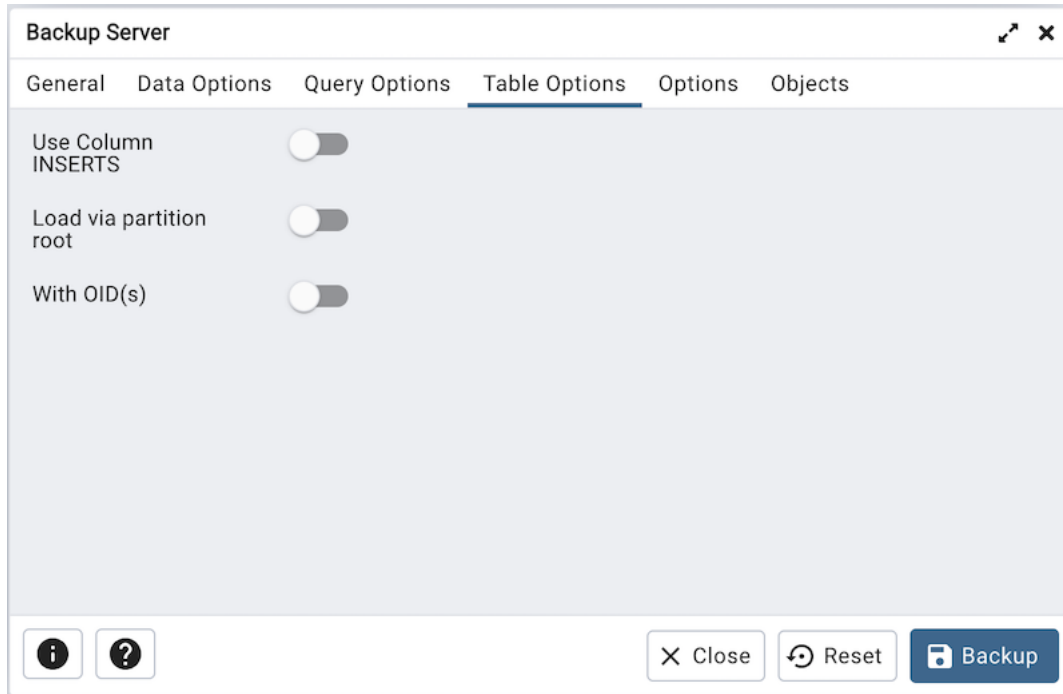 Backup Server
General Data Options Query Options Table Options Options Objects
Use Column
INSERTS
Load via partition
root
With OID(s)
Close Reset Backup